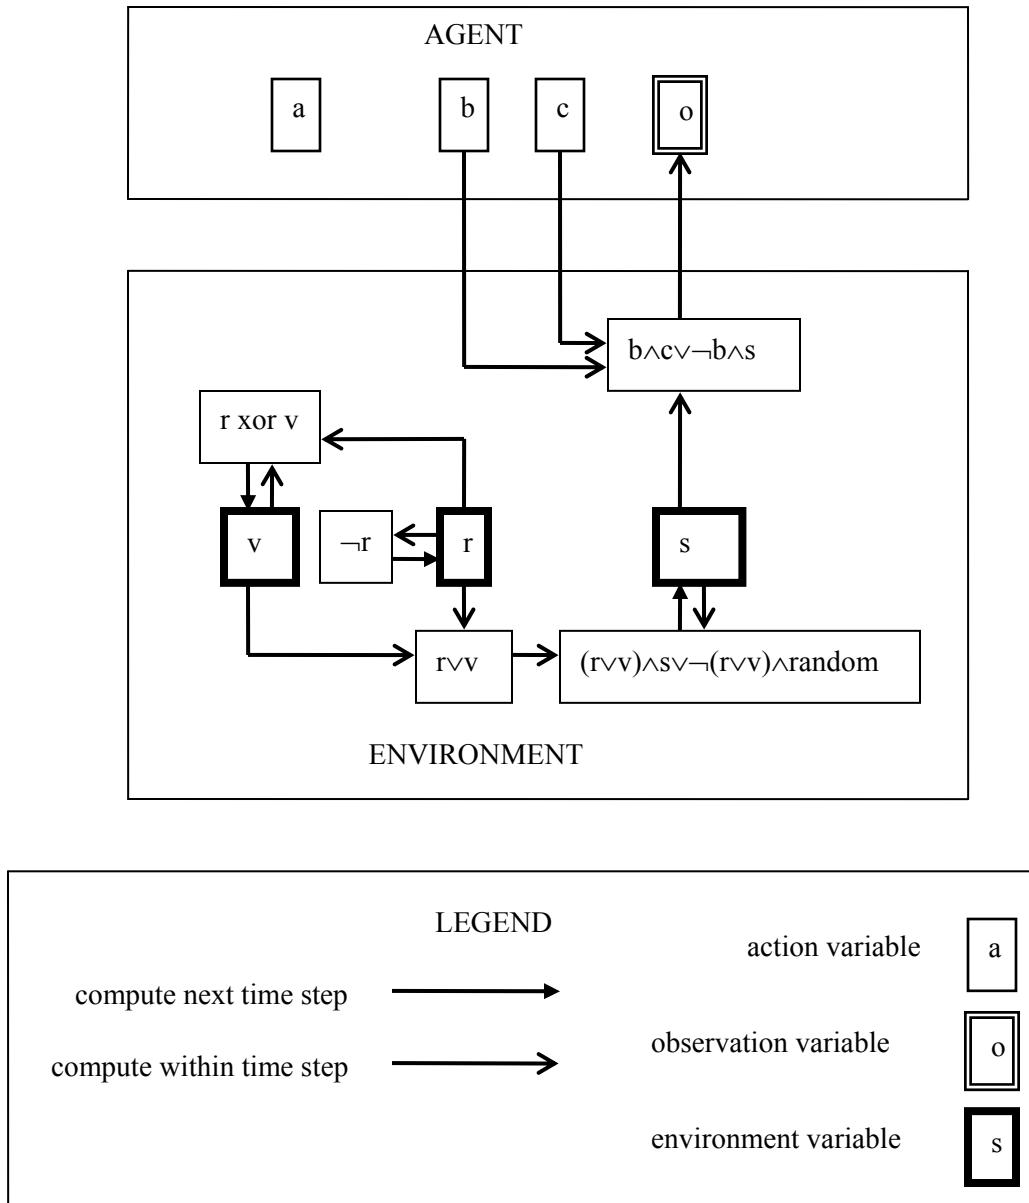 AGENT
a b c o
b∧c∨¬b∧s
r xor v
v ¬r r s
r∨v (r∨v)∧s∨¬(r∨v)∧random
ENVIRONMENT
LEGEND
action variable a
compute next time step
observation variable o
compute within time step
environment variable s